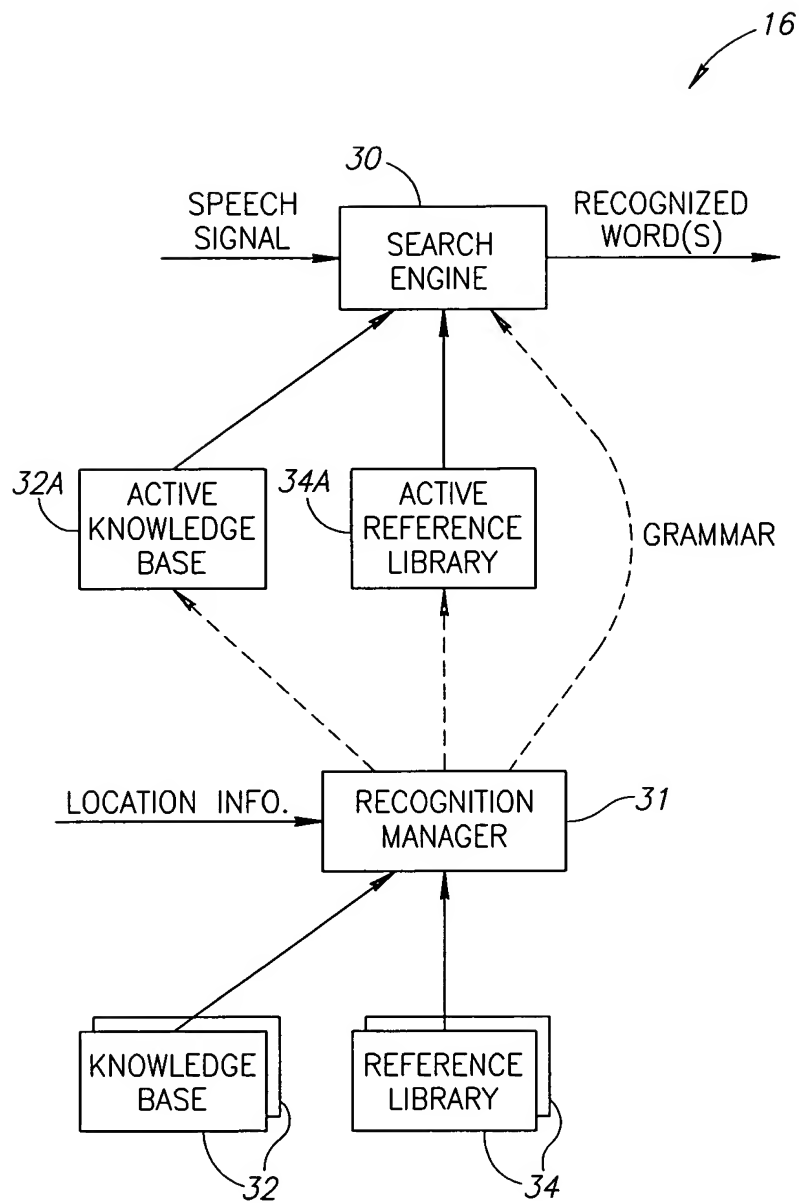 16
30
SPEECH
SIGNAL
SEARCH
ENGINE
RECOGNIZED
WORD(S)
32A
ACTIVE
KNOWLEDGE
BASE
34A
ACTIVE
REFERENCE
LIBRARY
GRAMMAR
LOCATION INFO.
RECOGNITION
MANAGER
31
KNOWLEDGE
BASE
REFERENCE
LIBRARY
32
34